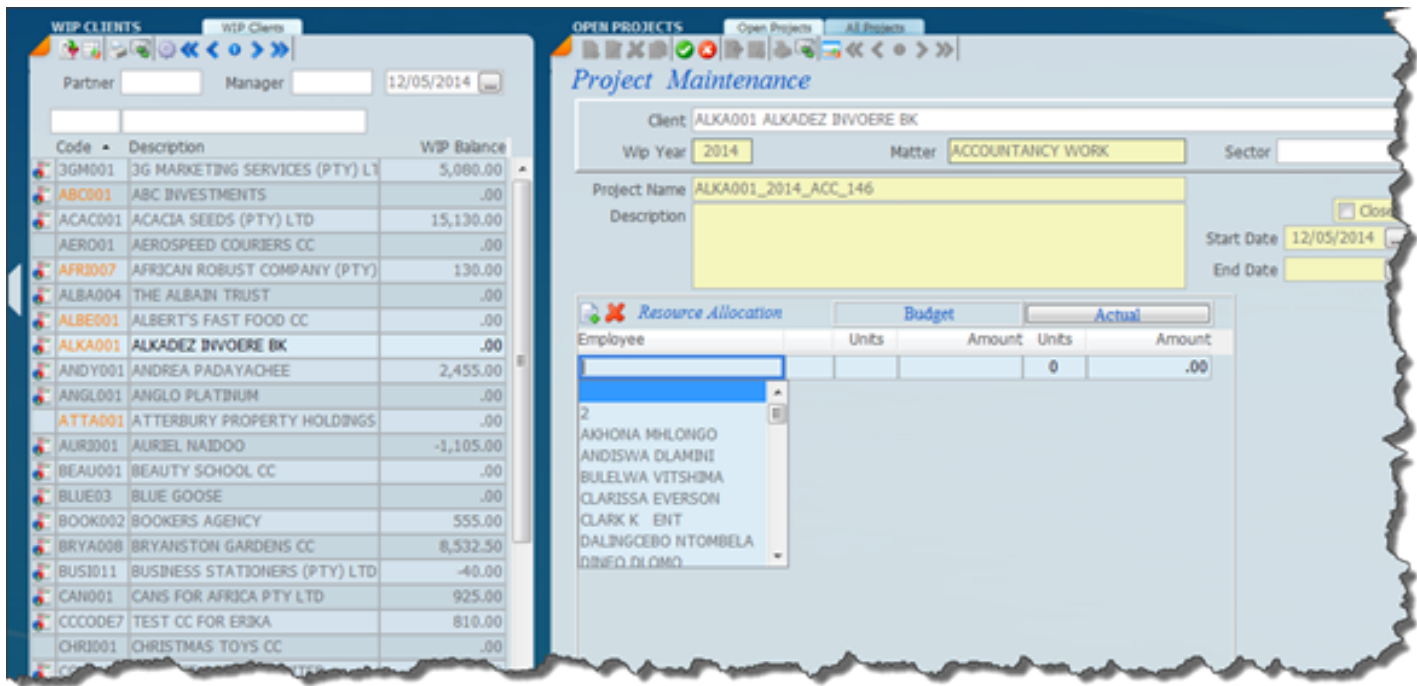 WIP CLIENTS WIP Clients
Partner Manager 12/05/2014 ...
Code Description WIP Balance
3GM001 3G MARKETING SERVICES (PTY) LT 5,080.00
ABC001 ABC INVESTMENTS .00
ACAC001 ACACIA SEEDS (PTY) LTD 15,130.00
AERO01 AEROSPEED COURIERS CC .00
AFRI007 AFRICAN ROBUST COMPANY (PTY) 130.00
ALBA004 THE ALBAIN TRUST .00
ALBE001 ALBERT'S FAST FOOD CC .00
ALKA001 ALKADEZ INVOERE BK .00
ANDY001 ANDREA PADAYACHEE 2,455.00
ANGL001 ANGLO PLATINUM .00
ATTA001 ATTERBURY PROPERTY HOLDINGS .00
AURI001 AURIEL NAIDOO -1,105.00
BEAU001 BEAUTY SCHOOL CC .00
BLUE03 BLUE GOOSE .00
BOOK002 BOOKERS AGENCY 555.00
BRYA008 BRYANSTON GARDENS CC 8,532.50
BUSI011 BUSINESS STATIONERS (PTY) LTD -40.00
CAN001 CANS FOR AFRICA PTY LTD 925.00
CCCODE7 TEST CC FOR ERIKA 810.00
CHRI001 CHRISTMAS TOYS CC .00
OPEN PROJECTS Open Projects All Projects
Project Maintenance
Client ALKA001 ALKADEZ INVOERE BK
Wip Year 2014 Matter ACCOUNTANCY WORK Sector
Project Name ALKA001_2014_ACC_146
Description Close
Start Date 12/05/2014
End Date
Resource Allocation Budget Actual
Employee Units Amount Units Amount
0 .00
2
AKHONA MHLONGO
ANDISWA DLAMINI
BULELWA VITSHIMA
CLARISSA EVERSON
CLARK K ENT
DALINGCEBO NTOMBELA
DINEO DLOMO